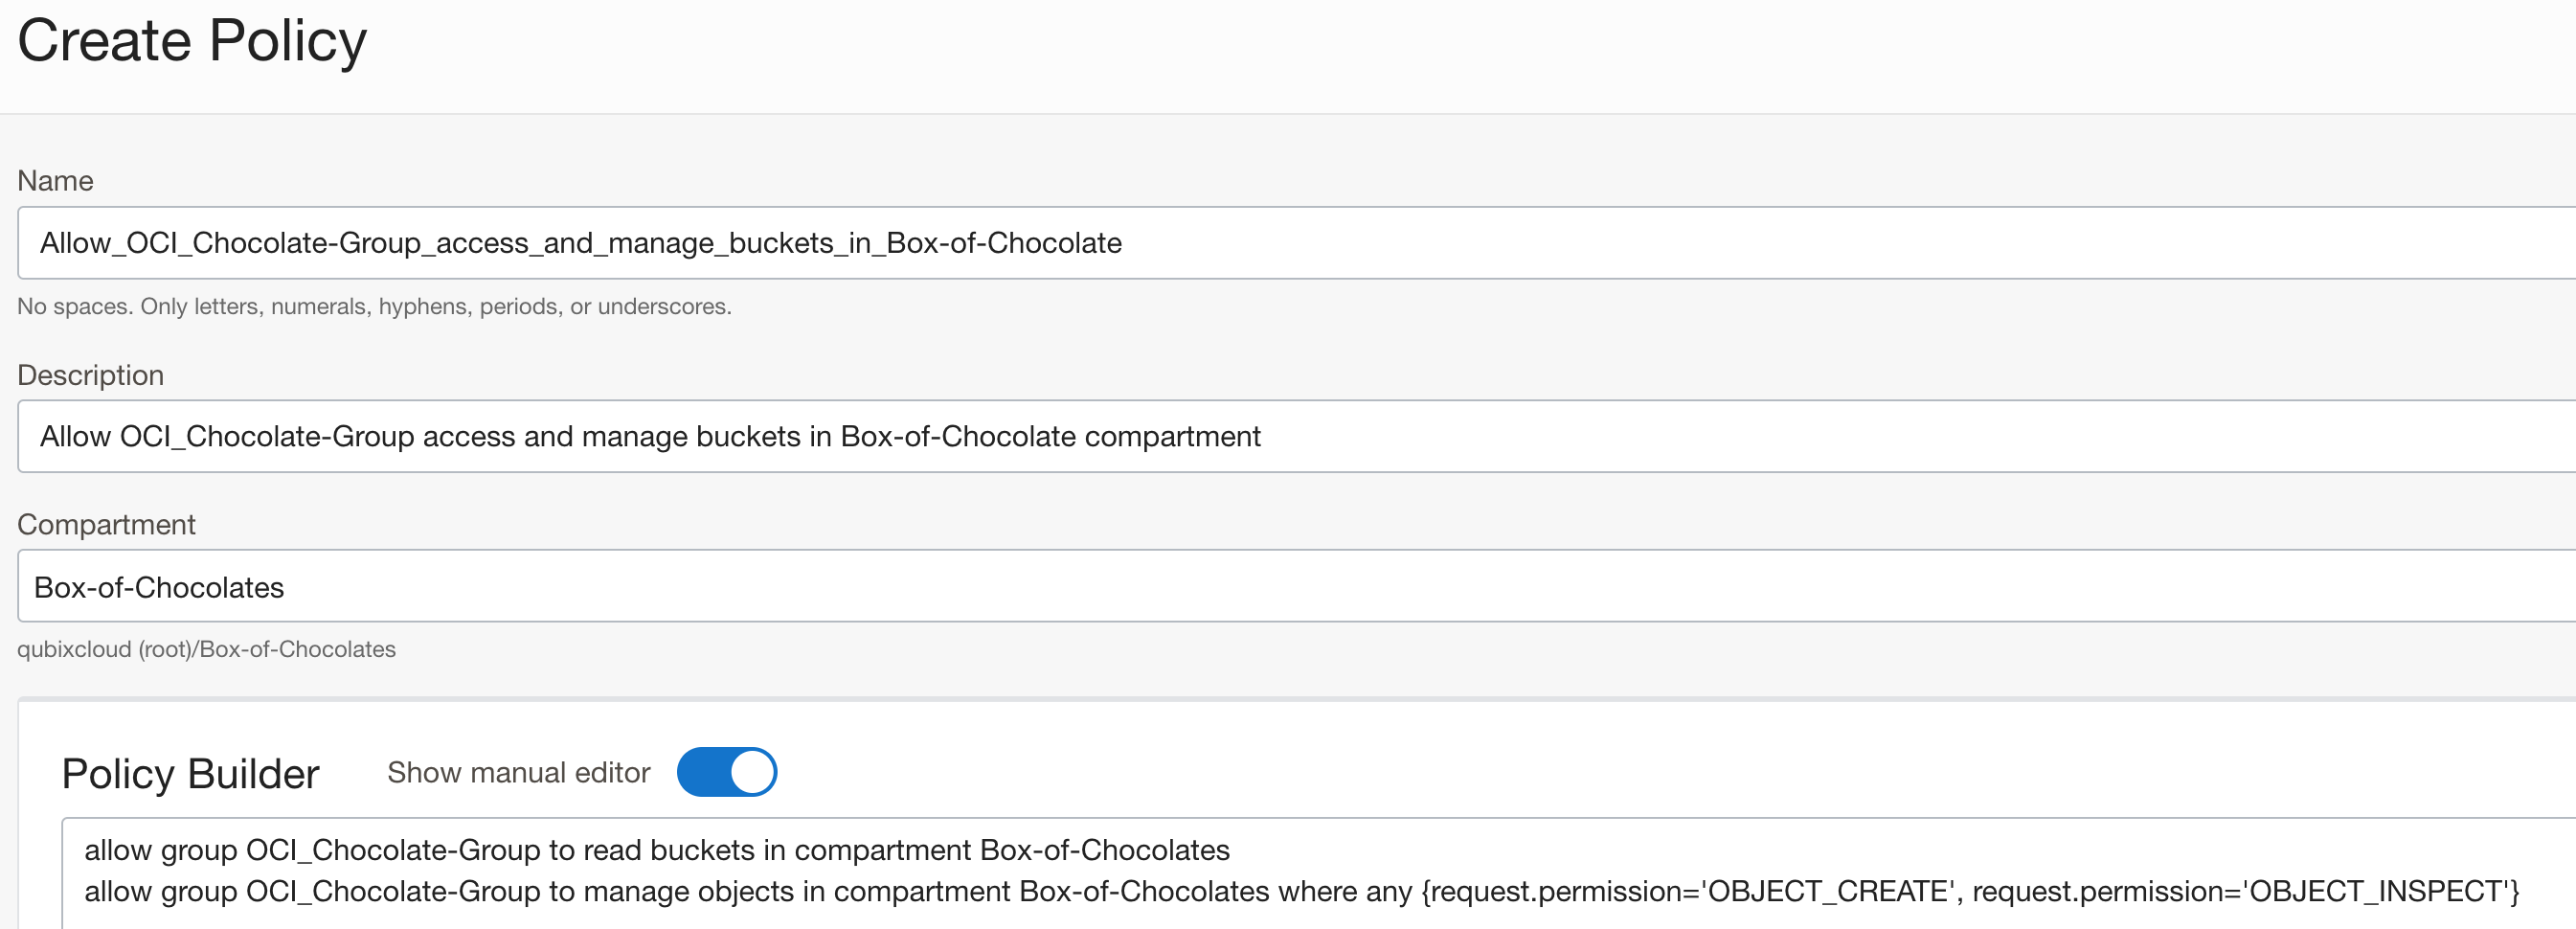 Create Policy
Name
Allow_OCI_Chocolate-Group_access_and_manage_buckets_in_Box-of-Chocolate
No spaces. Only letters, numerals, hyphens, periods, or underscores.
Description
Allow OCI_Chocolate-Group access and manage buckets in Box-of-Chocolate compartment
Compartment
Box-of-Chocolates
qubixcloud (root)/Box-of-Chocolates
Policy Builder Show manual editor
allow group OCI_Chocolate-Group to read buckets in compartment Box-of-Chocolates
allow group OCI_Chocolate-Group to manage objects in compartment Box-of-Chocolates where any {request.permission='OBJECT_CREATE', request.permission='OBJECT_INSPECT'}